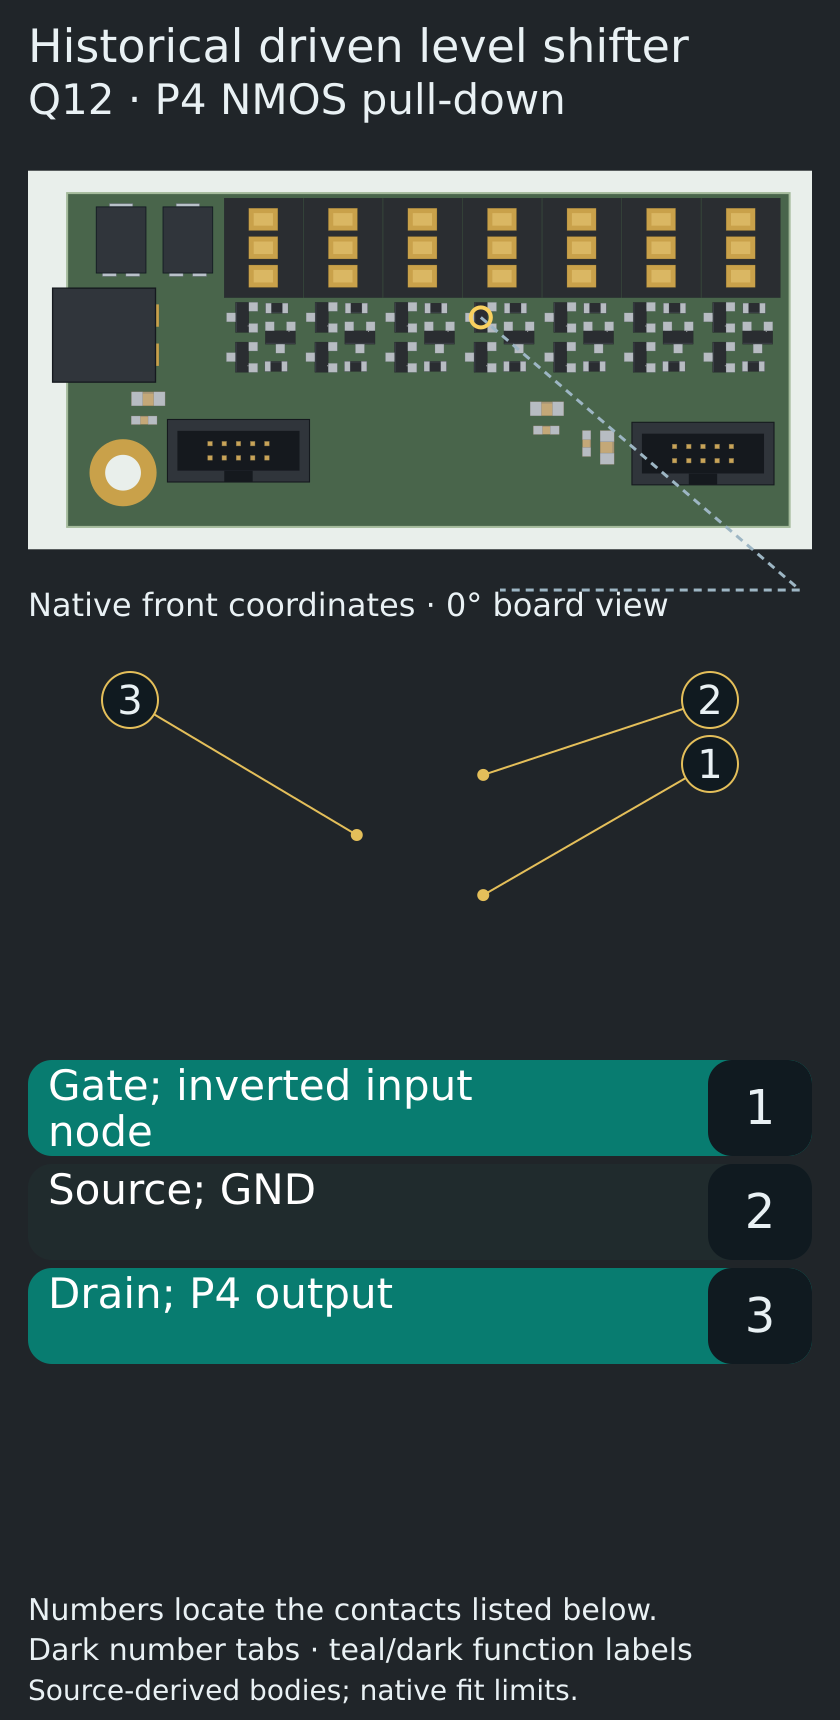 Historical driven level shifter
Q12 · P4 NMOS pull-down
Native front coordinates · 0° board view
3
2
1
Gate; inverted input
node
1
Source; GND
2
Drain; P4 output
3
Numbers locate the contacts listed below.
Dark number tabs · teal/dark function labels
Source-derived bodies; native fit limits.